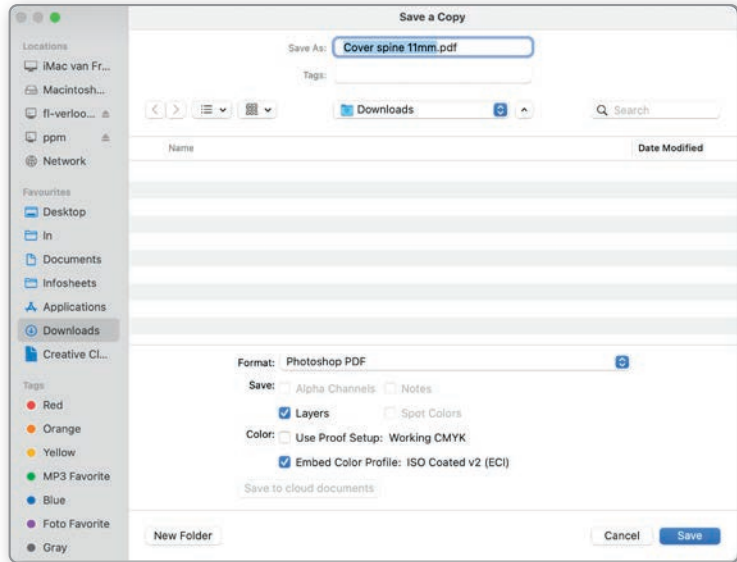 Save a Copy
Locations
iMac van Fr...
Macintosh...
fl-verloo...
ppm
Network
Favourites
Desktop
In
Documents
Infosheets
Applications
Downloads
Creative Cl...
Tags
Red
Orange
Yellow
MP3 Favorite
Blue
Foto Favorite
Gray
Save As: Cover spine 11mm.pdf
Tags:
Downloads
Search
Name Date Modified
Format: Photoshop PDF
Save: Alpha Channels Notes
Layers Spot Colors
Color: Use Proof Setup: Working CMYK
Embed Color Profile: ISO Coated v2 (ECI)
Save to cloud documents
New Folder Cancel Save